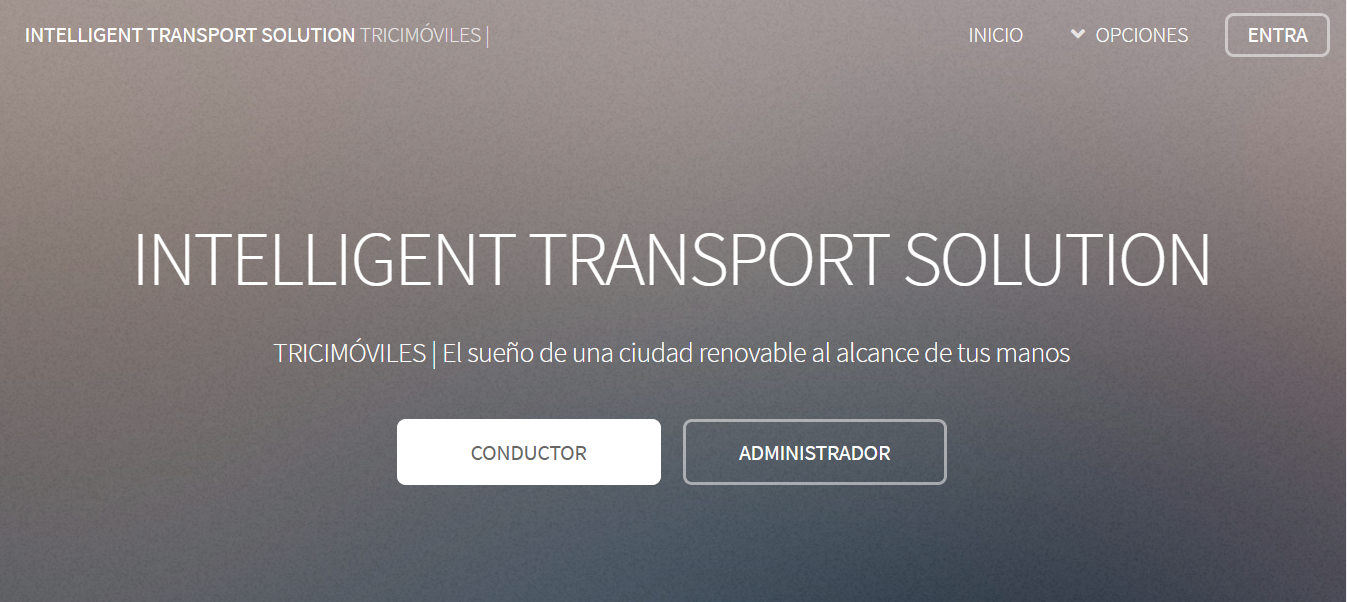 INTELLIGENT TRANSPORT SOLUTION TRICIMÓVILES |
INICIO
OPCIONES
ENTRA
INTELLIGENT TRANSPORT SOLUTION
TRICIMÓVILES | El sueño de una ciudad renovable al alcance de tus manos
CONDUCTOR
ADMINISTRADOR